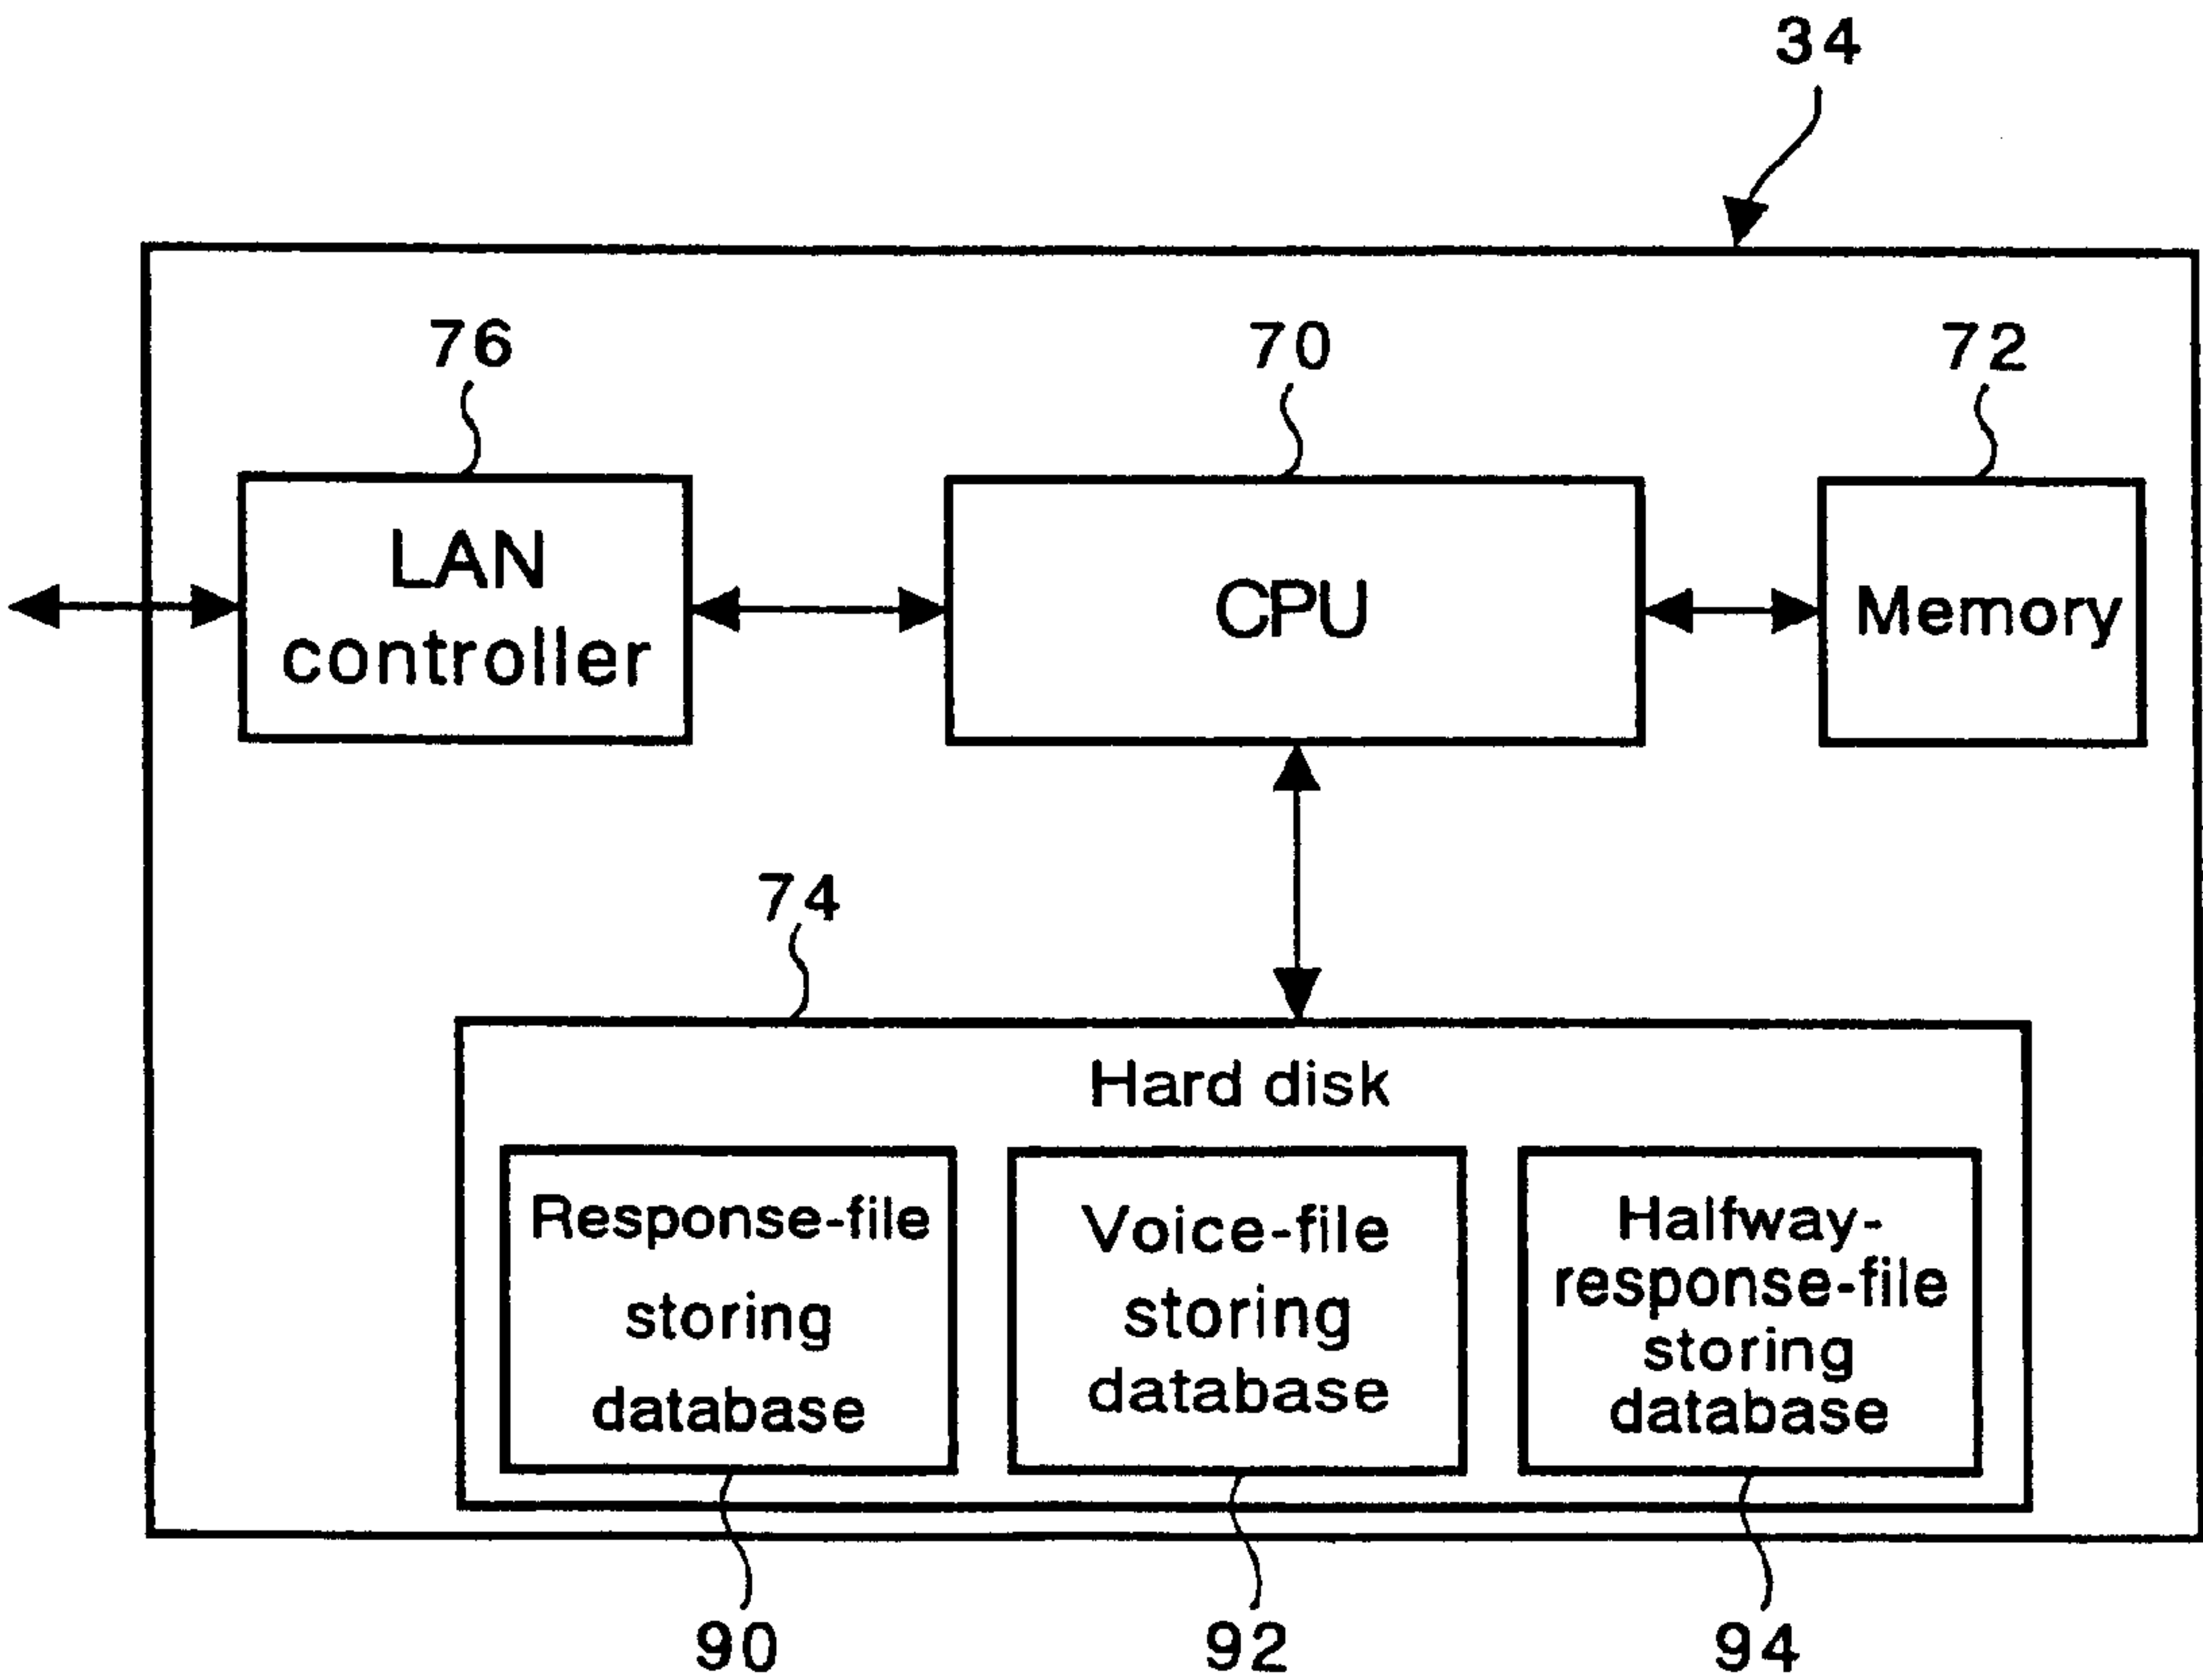 34
76
70
72
LAN
controller
CPU
Memory
74
Hard disk
Response-file
storing
database
Voice-file
storing
database
Halfway-
response-file
storing
database
90
92
94